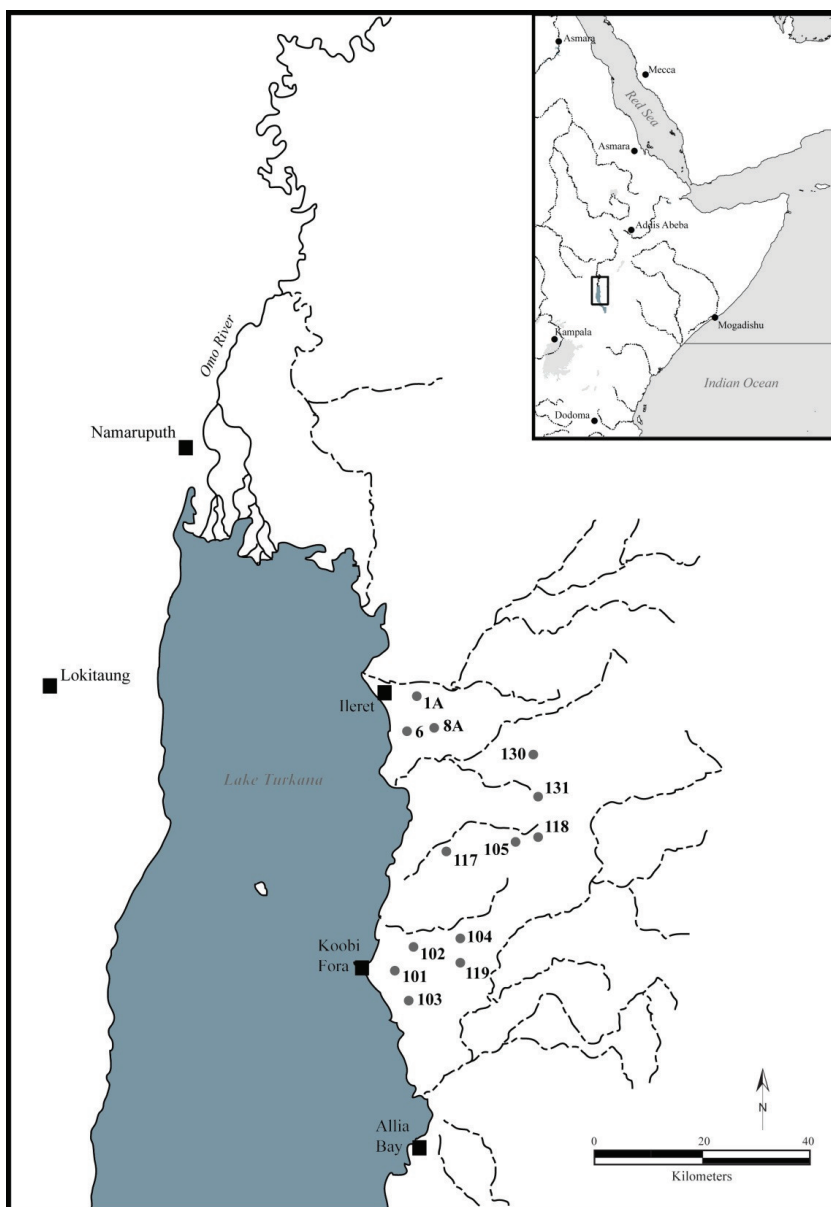 Asmara
Mecca
Red Sea
Asmara
Addis Abeba
Kampala
Mogadishu
Indian Ocean
Dodoma
Omo River
Namaruputh
Lokitaung
Ileret
1A
6
8A
130
Lake Turkana
131
118
105
117
104
102
Koobi
Fora
119
101
103
N
Allia
Bay
0
20
40
Kilometers